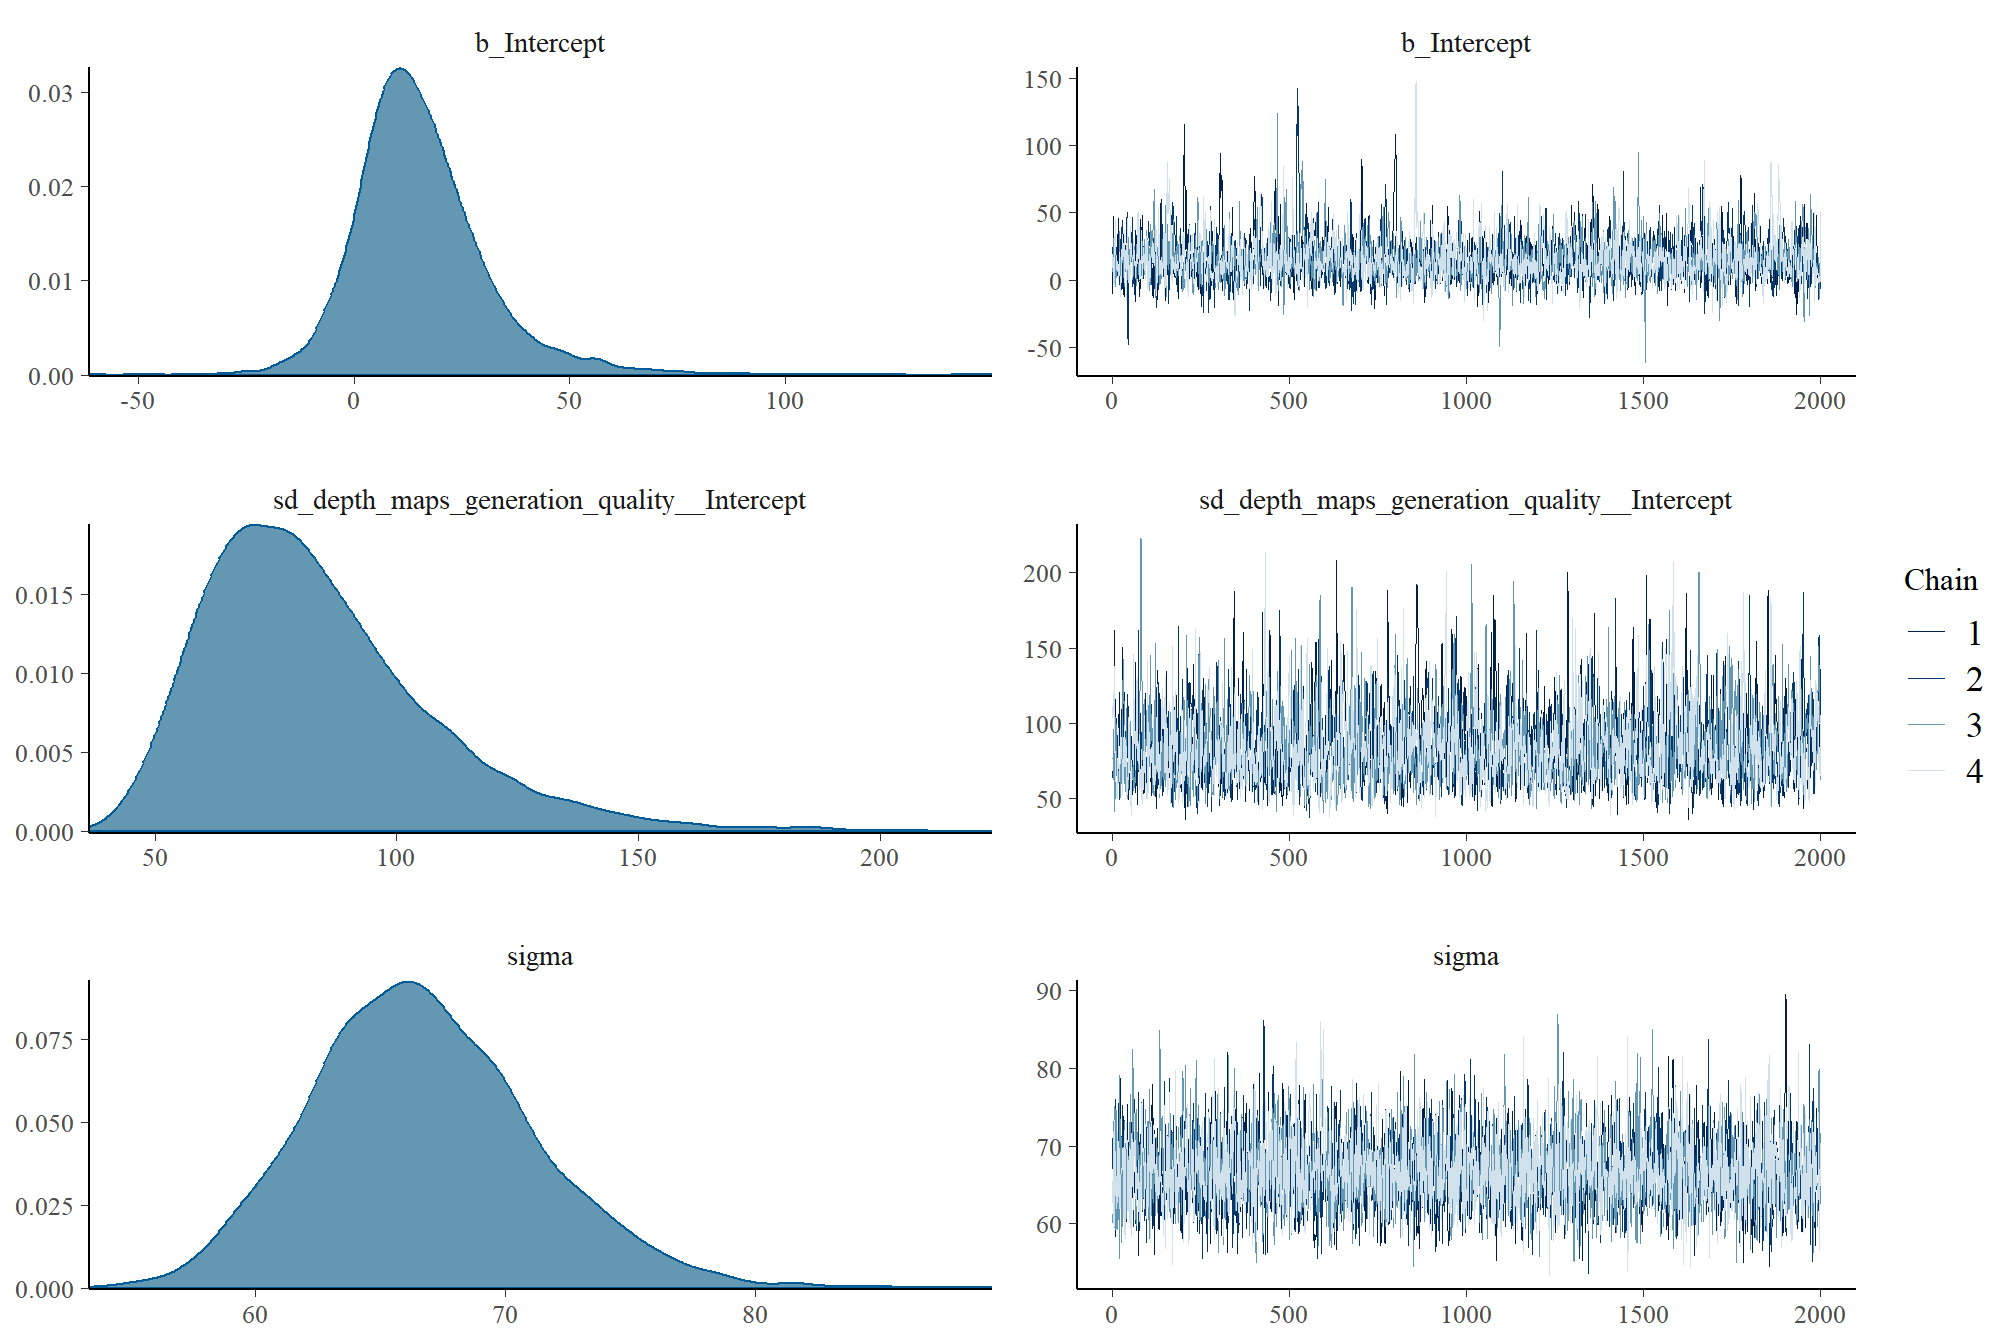 b_Intercept
b_Intercept
0.03
0.02
0.01
0.00
-50 0 50 100
150
100
50
0
-50
0 500 1000 1500 2000
sd_depth_maps_generation_quality__Intercept
sd_depth_maps_generation_quality__Intercept
0.015
0.010
0.005
0.000
50 100 150 200
200
150
100
50
0 500 1000 1500 2000
sigma
sigma
0.075
0.050
0.025
0.000
60 70 80
90
80
70
60
0 500 1000 1500 2000
Chain
1
2
3
4